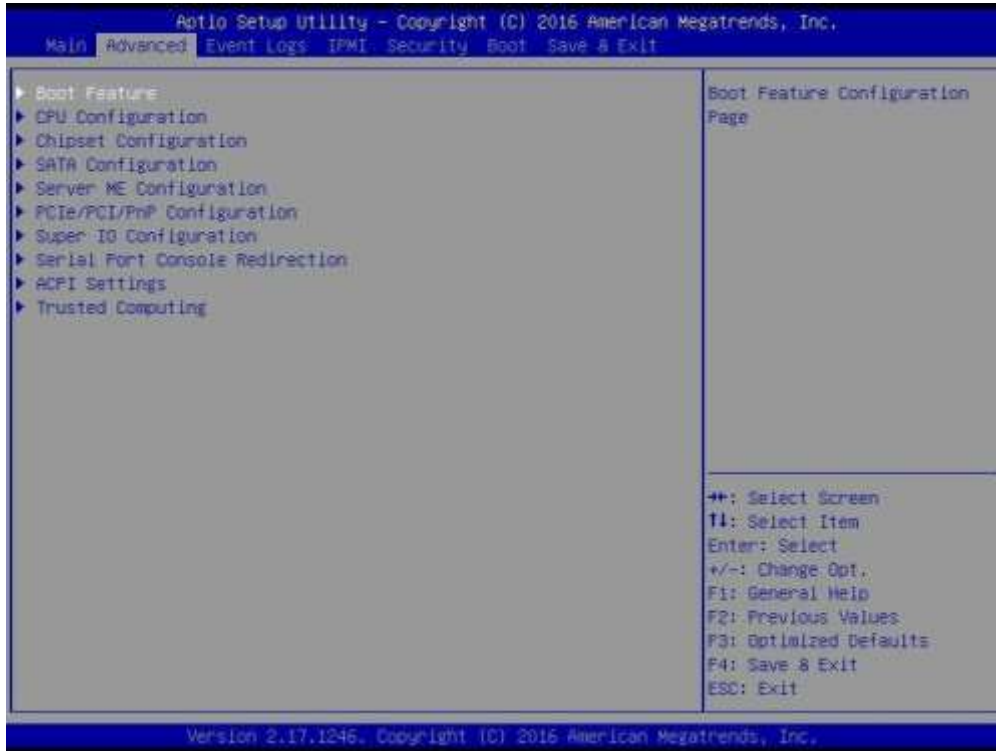 Aptio Setup Utility - Copyright (C) 2016 American Megatrends, Inc.
Main Advanced Event Logs IPMI Security Boot Save & Exit
Boot Feature
CPU Configuration
Chipset Configuration
SATA Configuration
Server ME Configuration
PCIe/PCI/PnP Configuration
Super IO Configuration
Serial Port Console Redirection
ACPI Settings
Trusted Computing
Boot Feature Configuration
Page
→←: Select Screen
↑↓: Select Item
Enter: Select
+/-: Change Opt.
F1: General Help
F2: Previous Values
F3: Optimized Defaults
F4: Save & Exit
ESC: Exit
Version 2.17.1246. Copyright (C) 2016 American Megatrends, Inc.